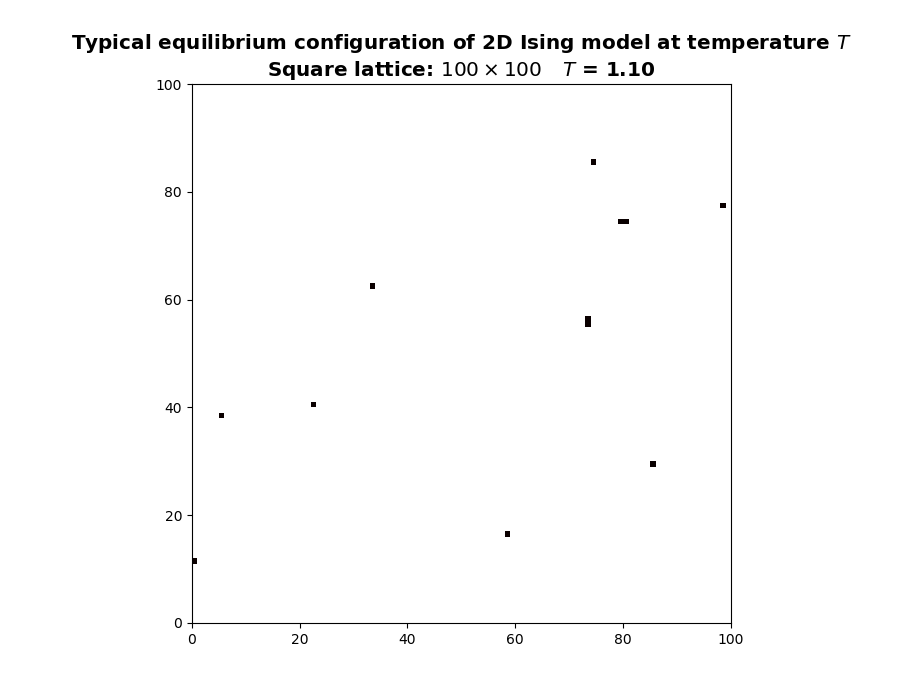 Typical equilibrium configuration of 2D Ising model at temperature T
Square lattice: 100 × 100 T = 1.10
100
80
60
40
20
0
0 20 40 60 80 100